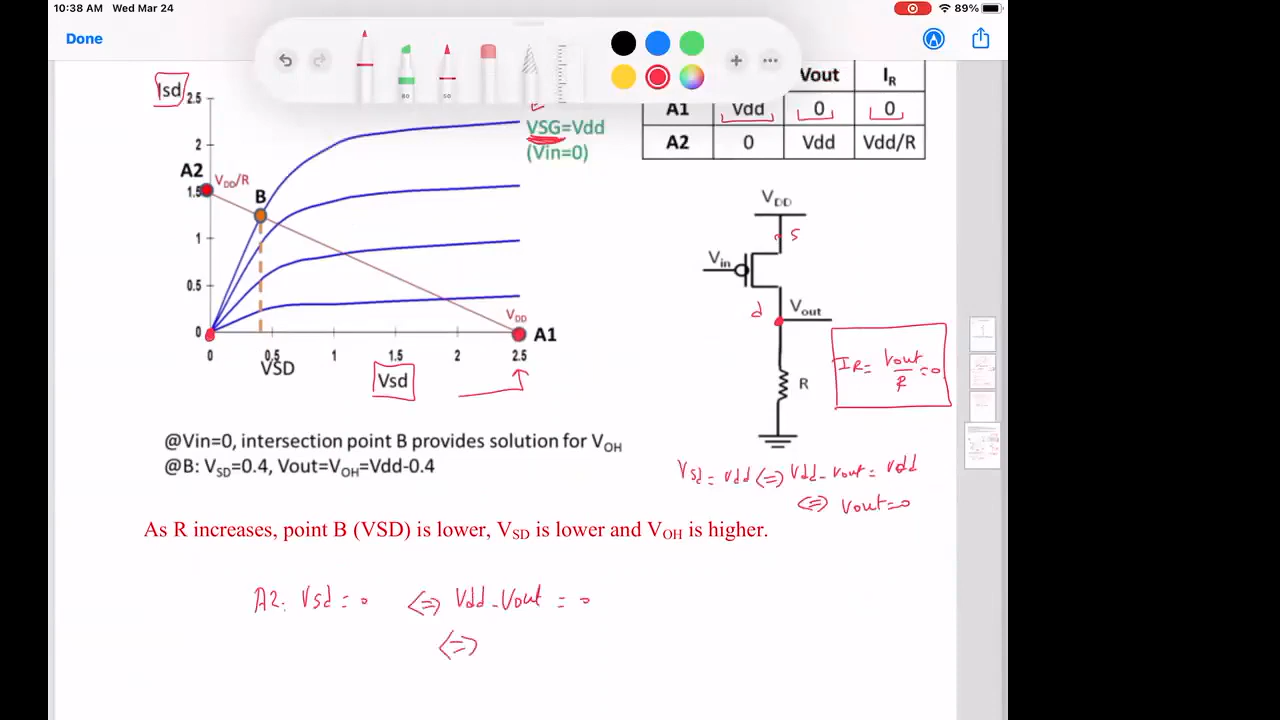 10:38 AM Wed Mar 24
89%
Done
Isd
2.5
2
1.5
1
0.5
0
A2
VDD/R
B
VSG=Vdd
(Vin=0)
VDD
A1
0
0.5
1
1.5
2
2.5
VSD
Vsd
Vout IR
A1 Vdd 0 0
A2 0 Vdd Vdd/R
VDD
s
Vin
d
Vout
R
IR = Vout/R = 0
@Vin=0, intersection point B provides solution for VOH
@B: VSD=0.4, Vout=VOH=Vdd-0.4
Vsd = Vdd <=> Vdd - Vout = Vdd
<=> Vout=0
As R increases, point B (VSD) is lower, VSD is lower and VOH is higher.
A2: Vsd = 0 <=> Vdd - Vout = 0
<=>